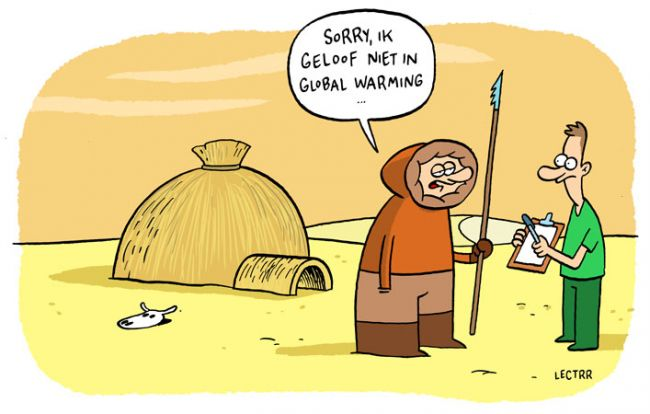 SORRY, IK
GELOOF NIET IN
GLOBAL WARMING
...
LECTRR